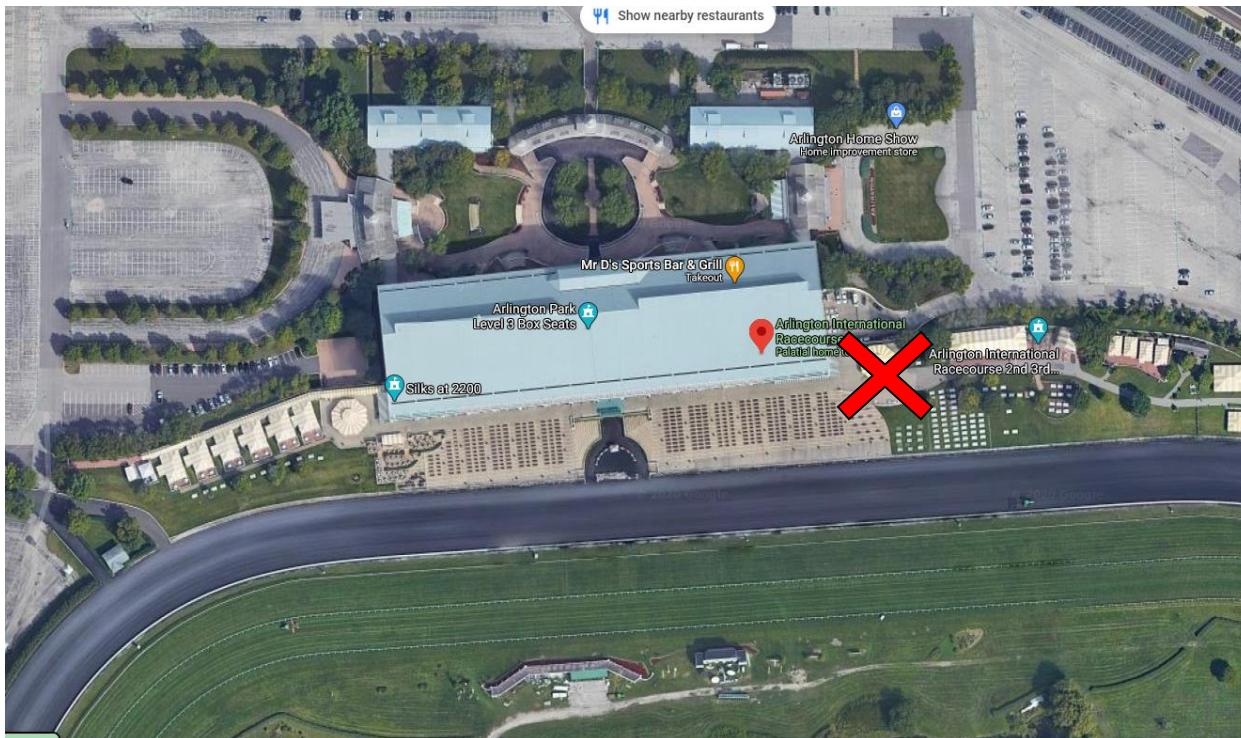 Show nearby restaurants
Arlington Home Show
Home improvement store
Mr D's Sports Bar & Grill
Takeout
Arlington Park
Level 3 Box Seats
Arlington International
Racecourse
Palatial home
Arlington International
Racecourse 2nd 3rd...
Silks at 2200